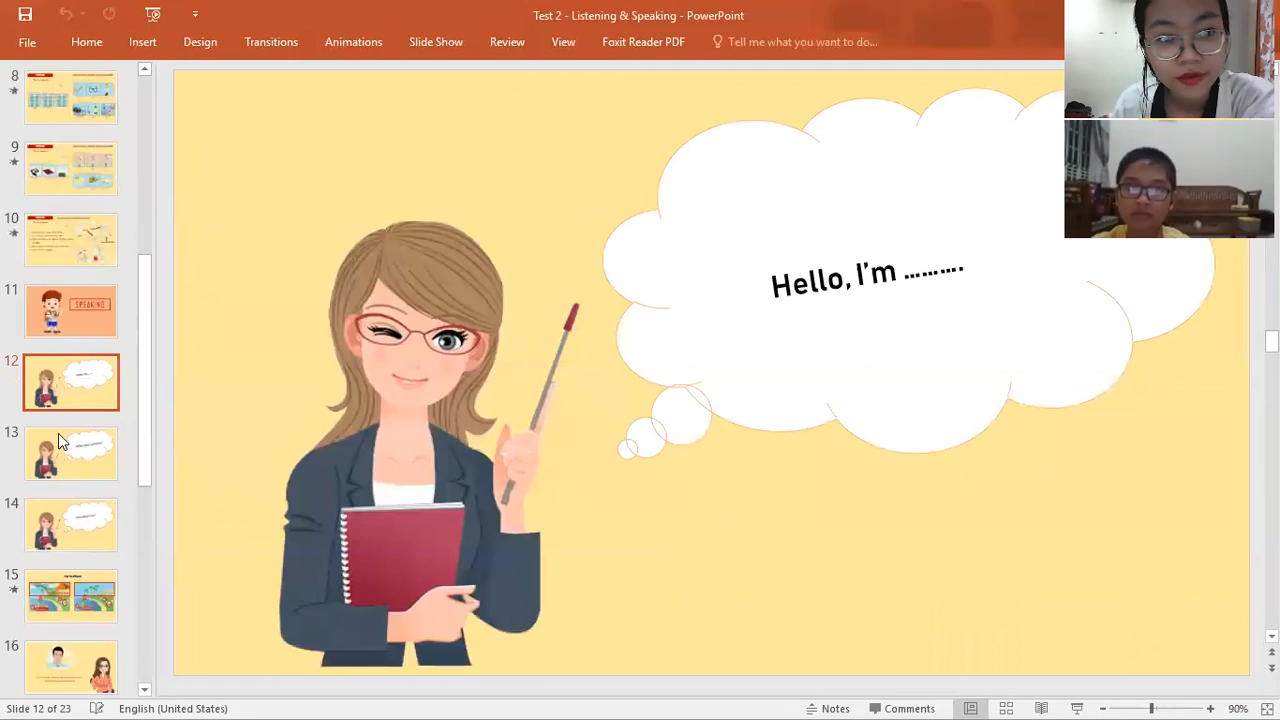 Test 2 - Listening & Speaking - PowerPoint
File Home Insert Design Transitions Animations Slide Show Review View Foxit Reader PDF Tell me what you want to do...
8
9
10
11
SPEAKING
12
13
14
15
16
Hello, I'm ……….
Slide 12 of 23 English (United States) Notes Comments 90%